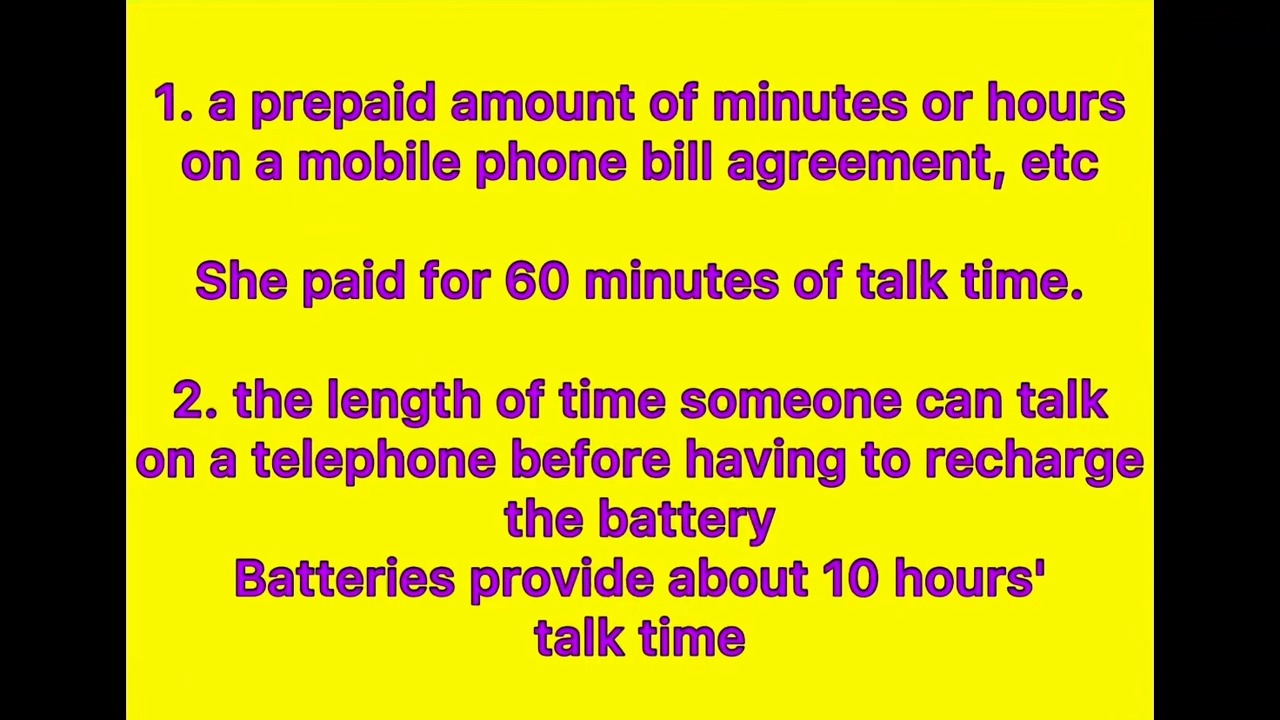 1. a prepaid amount of minutes or hours
on a mobile phone bill agreement, etc
She paid for 60 minutes of talk time.
2. the length of time someone can talk
on a telephone before having to recharge
the battery
Batteries provide about 10 hours'
talk time